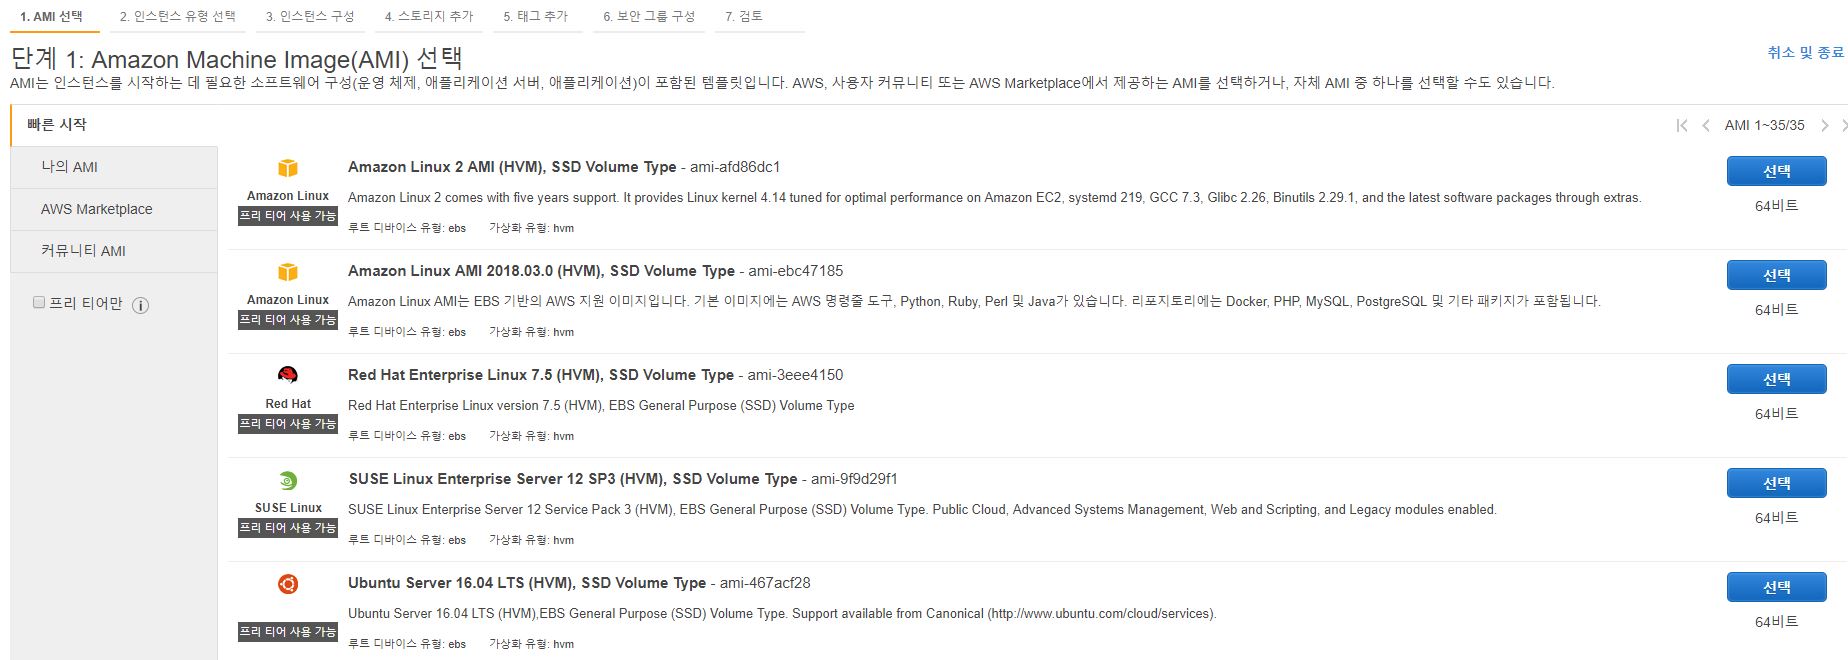 1. AMI 선택 2. 인스턴스 유형 선택 3. 인스턴스 구성 4. 스토리지 추가 5. 태그 추가 6. 보안 그룹 구성 7. 검토
단계 1: Amazon Machine Image(AMI) 선택
취소 및 종료
AMI는 인스턴스를 시작하는 데 필요한 소프트웨어 구성(운영 체제, 애플리케이션 서버, 애플리케이션)이 포함된 템플릿입니다. AWS, 사용자 커뮤니티 또는 AWS Marketplace에서 제공하는 AMI를 선택하거나, 자체 AMI 중 하나를 선택할 수도 있습니다.
빠른 시작
AMI 1~35/35
나의 AMI
AWS Marketplace
커뮤니티 AMI
프리 티어만
Amazon Linux
프리 티어 사용 가능
Amazon Linux 2 AMI (HVM), SSD Volume Type - ami-afd86dc1
Amazon Linux 2 comes with five years support. It provides Linux kernel 4.14 tuned for optimal performance on Amazon EC2, systemd 219, GCC 7.3, Glibc 2.26, Binutils 2.29.1, and the latest software packages through extras.
루트 디바이스 유형: ebs 가상화 유형: hvm
선택
64비트
Amazon Linux
프리 티어 사용 가능
Amazon Linux AMI 2018.03.0 (HVM), SSD Volume Type - ami-ebc47185
Amazon Linux AMI는 EBS 기반의 AWS 지원 이미지입니다. 기본 이미지에는 AWS 명령줄 도구, Python, Ruby, Perl 및 Java가 있습니다. 리포지토리에는 Docker, PHP, MySQL, PostgreSQL 및 기타 패키지가 포함됩니다.
루트 디바이스 유형: ebs 가상화 유형: hvm
선택
64비트
Red Hat
프리 티어 사용 가능
Red Hat Enterprise Linux 7.5 (HVM), SSD Volume Type - ami-3eee4150
Red Hat Enterprise Linux version 7.5 (HVM), EBS General Purpose (SSD) Volume Type
루트 디바이스 유형: ebs 가상화 유형: hvm
선택
64비트
SUSE Linux
프리 티어 사용 가능
SUSE Linux Enterprise Server 12 SP3 (HVM), SSD Volume Type - ami-9f9d29f1
SUSE Linux Enterprise Server 12 Service Pack 3 (HVM), EBS General Purpose (SSD) Volume Type. Public Cloud, Advanced Systems Management, Web and Scripting, and Legacy modules enabled.
루트 디바이스 유형: ebs 가상화 유형: hvm
선택
64비트
프리 티어 사용 가능
Ubuntu Server 16.04 LTS (HVM), SSD Volume Type - ami-467acf28
Ubuntu Server 16.04 LTS (HVM),EBS General Purpose (SSD) Volume Type. Support available from Canonical (http://www.ubuntu.com/cloud/services).
루트 디바이스 유형: ebs 가상화 유형: hvm
선택
64비트